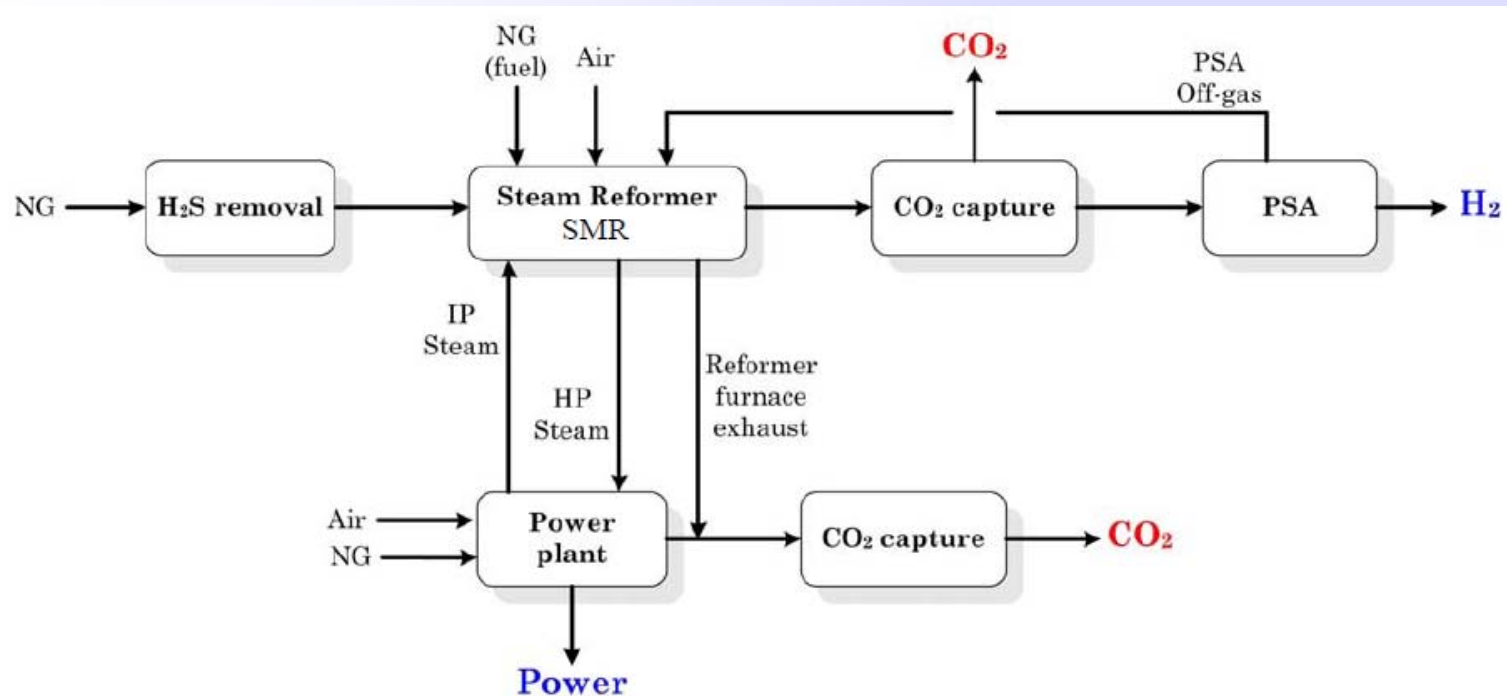 NG
(fuel)
Air
CO₂
PSA
Off-gas
NG
H₂S removal
Steam Reformer
SMR
CO₂ capture
PSA
H₂
IP
Steam
HP
Steam
Reformer
furnace
exhaust
Air
NG
Power
plant
CO₂ capture
CO₂
Power